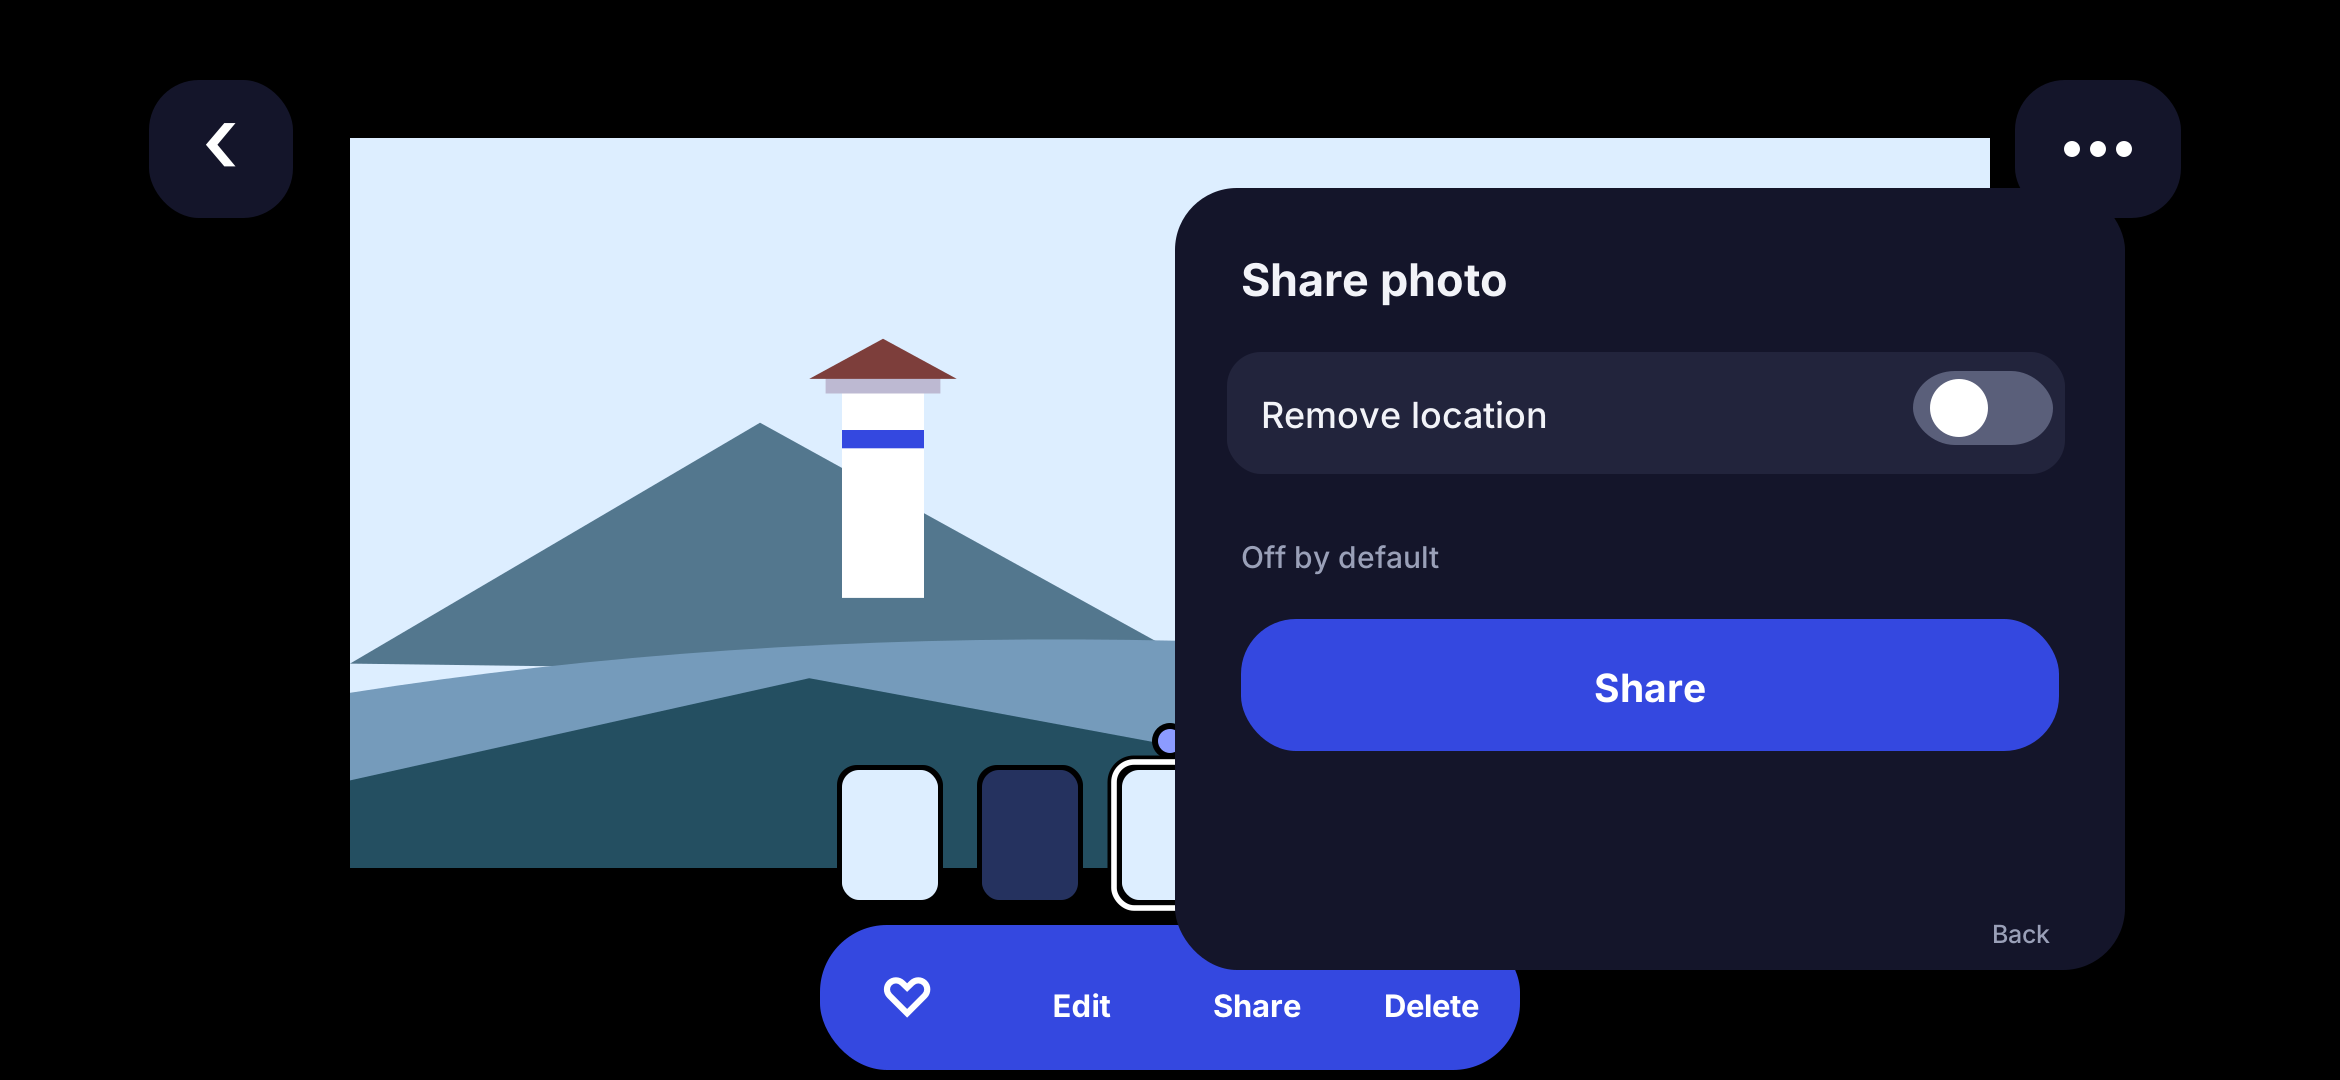 Share photo
Remove location
Off by default
Share
Back
Edit
Share
Delete